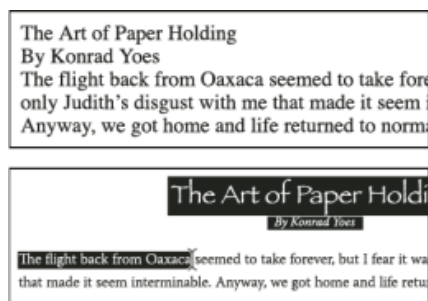 The Art of Paper Holding
By Konrad Yoes
The flight back from Oaxaca seemed to take fore
only Judith's disgust with me that made it seem i
Anyway, we got home and life returned to norma
The Art of Paper Holdi
By Konrad Yoes
The flight back from Oaxaca seemed to take forever, but I fear it wa
that made it seem interminable. Anyway, we got home and life retu